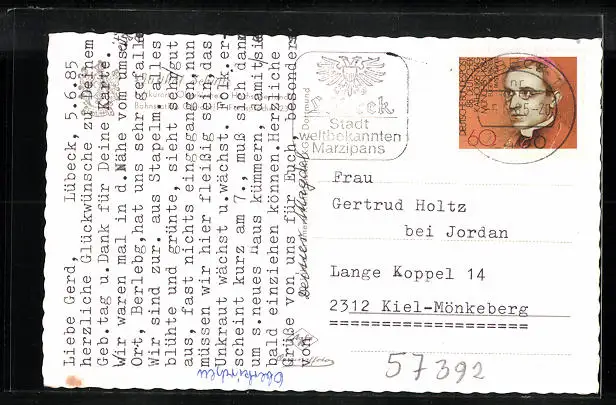 Liebe Gerd, Lübeck, 5.6.85
herzliche Glückwünsche zu Deinem
Geb.tag u.Dank für Deine Karte.
Wir waren mal in d.Nähe vom umseit
Ort, Berlebg,hat uns sehr gefalle
Wir sind zur. aus Stapelm. alles
blühte und grünte, sieht sehr gut
aus, fast nichts eingegangen, nun
müssen wir hier fleißig sein, das
Unkraut wächst u.wächst. F.-K. er-
scheint kurz am 7., muß sich dann
um s.neues Haus kümmern, damit sie
bald einziehen können.Herzliche
Grüße von uns für Euch, besonders
von
Lübeck
Stadt
weltbekannten
Marzipans
60
Frau
Gertrud Holtz
bei Jordan
Lange Koppel 14
2312 Kiel-Mönkeberg
57392